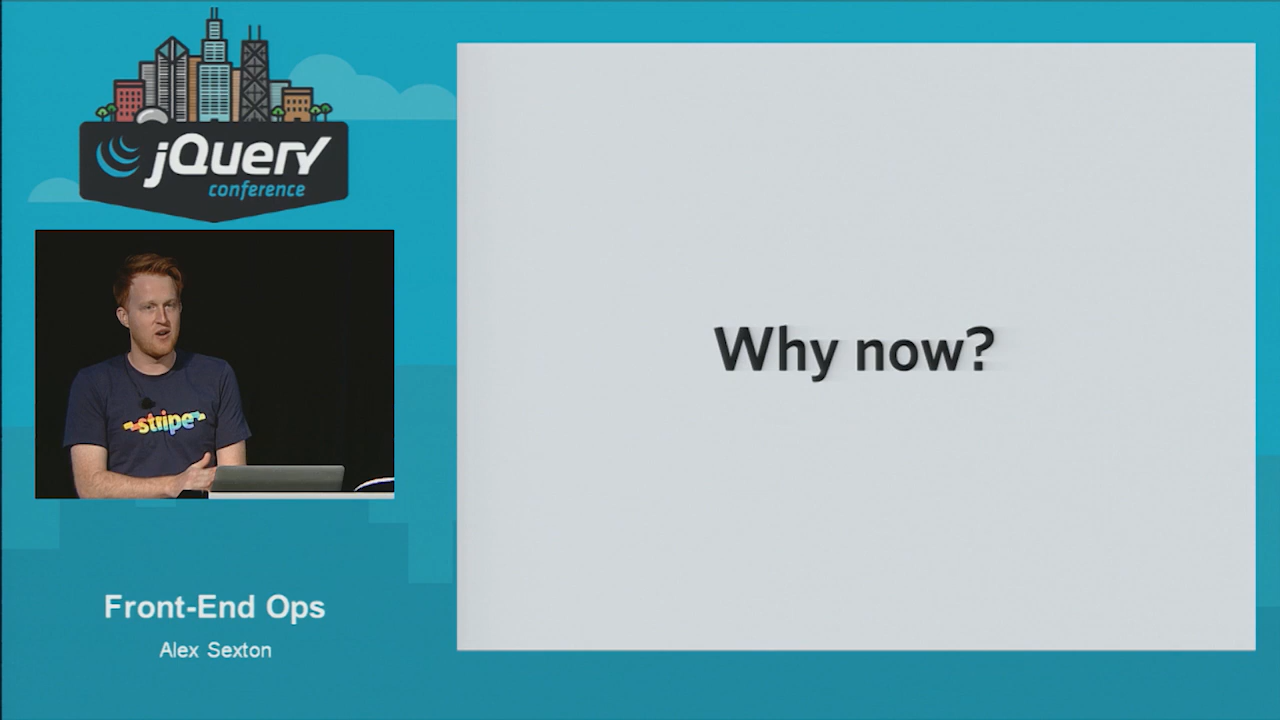 jQuery
conference
stripe
Front-End Ops
Alex Sexton
Why now?